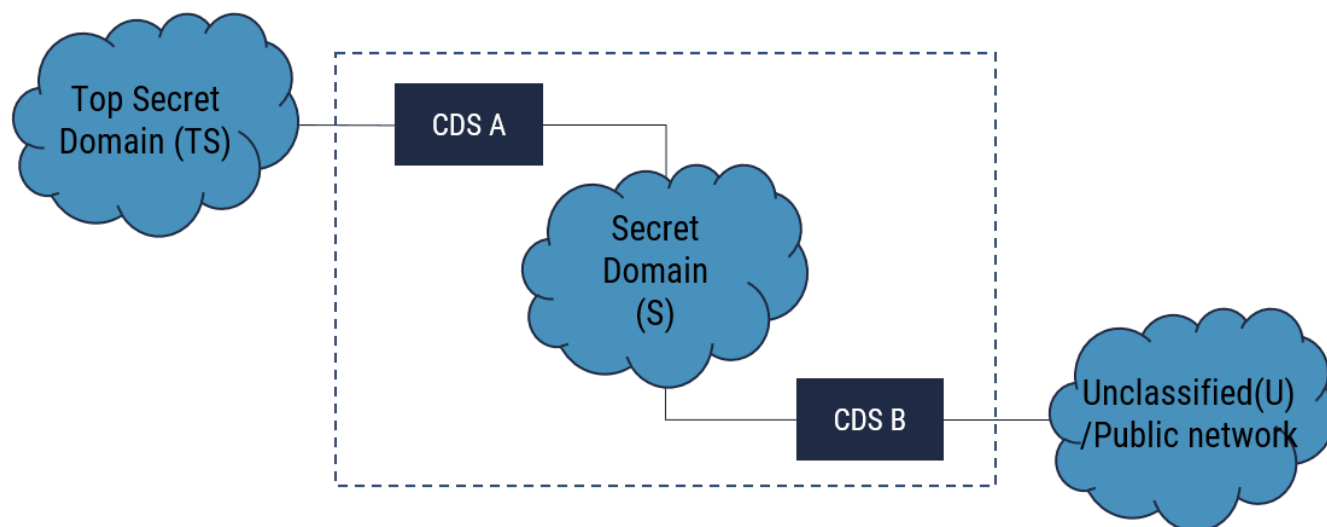 Top Secret
Domain (TS)
CDS A
Secret
Domain
(S)
CDS B
Unclassified(U)
/Public network